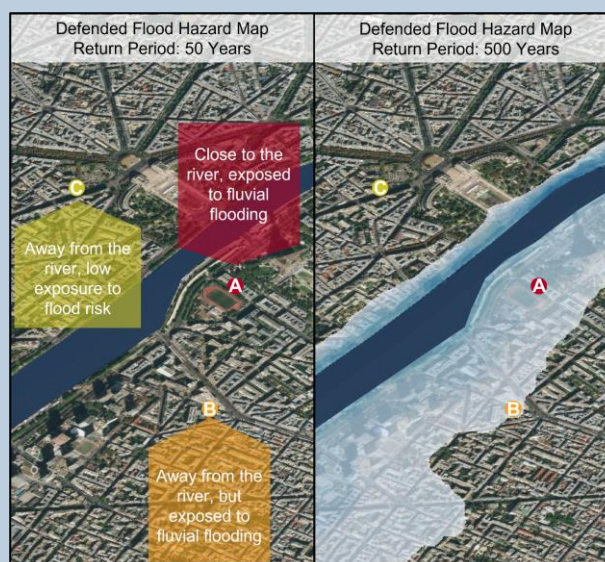 Defended Flood Hazard Map
Return Period: 50 Years
Close to the
river, exposed
to fluvial
flooding
C
Away from the
river, low
exposure to
flood risk
A
B
Away from the
river, but
exposed to
fluvial flooding
Defended Flood Hazard Map
Return Period: 500 Years
C
A
B